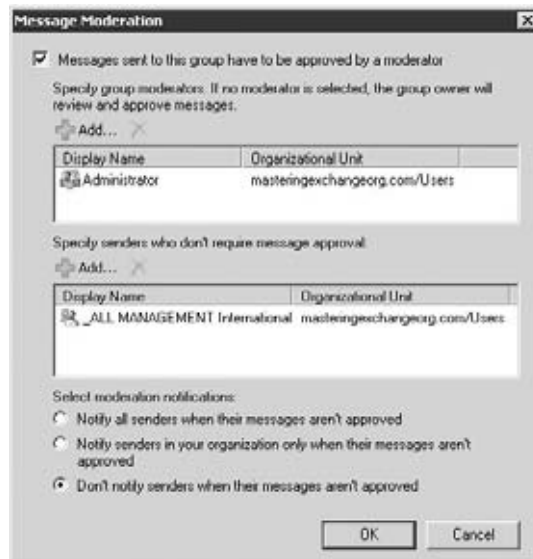 Message Moderation
Messages sent to this group have to be approved by a moderator
Specify group moderators. If no moderator is selected, the group owner will
review and approve messages.
Add...
Display Name Organizational Unit
Administrator masteringexchangeorg.com/Users
Specify senders who don't require message approval:
Add...
Display Name Organizational Unit
_ALL MANAGEMENT International masteringexchangeorg.com/Users
Select moderation notifications:
Notify all senders when their messages aren't approved
Notify senders in your organization only when their messages aren't
approved
Don't notify senders when their messages aren't approved
OK Cancel